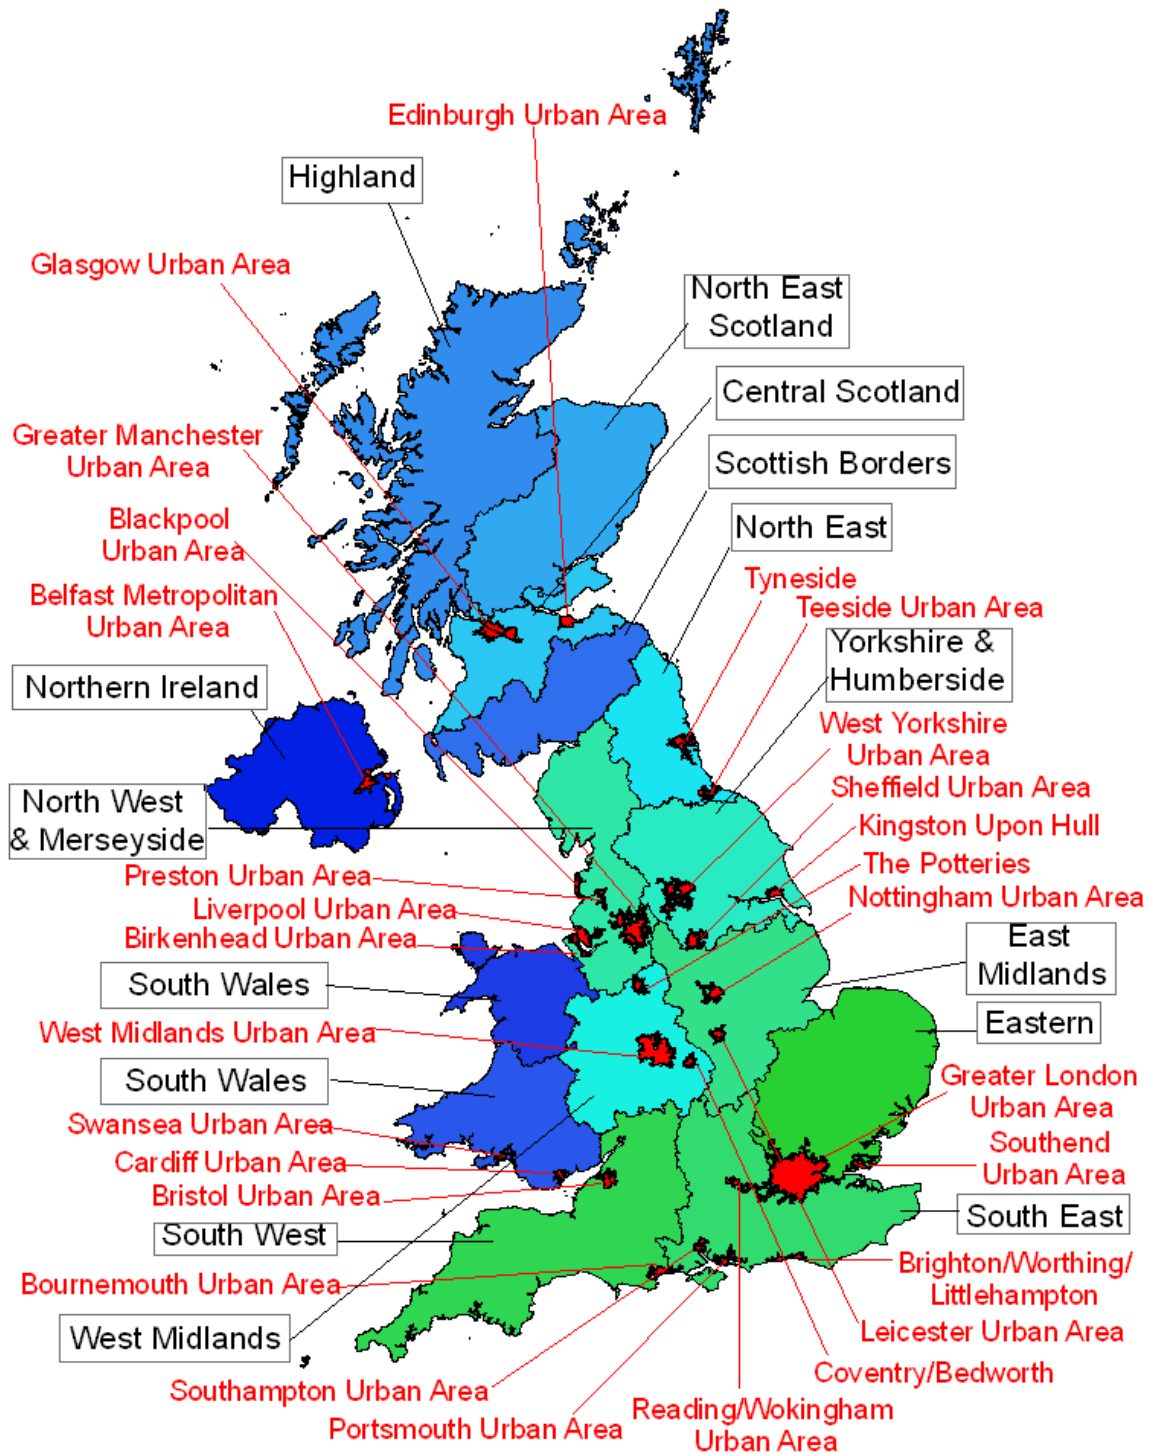 Edinburgh Urban Area
Highland
Glasgow Urban Area
North East
Scotland
Central Scotland
Greater Manchester
Urban Area
Scottish Borders
Blackpool
Urban Area
North East
Belfast Metropolitan
Urban Area
Tyneside
Teeside Urban Area
Yorkshire &
Humberside
Northern Ireland
West Yorkshire
Urban Area
Sheffield Urban Area
North West
& Merseyside
Kingston Upon Hull
The Potteries
Preston Urban Area
Nottingham Urban Area
Liverpool Urban Area
Birkenhead Urban Area
East
Midlands
South Wales
West Midlands Urban Area
Eastern
South Wales
Greater London
Urban Area
Swansea Urban Area
Cardiff Urban Area
Southend
Urban Area
Bristol Urban Area
South West
South East
Bournemouth Urban Area
Brighton/Worthing/
Littlehampton
West Midlands
Leicester Urban Area
Coventry/Bedworth
Southampton Urban Area
Portsmouth Urban Area
Reading/Wokingham
Urban Area